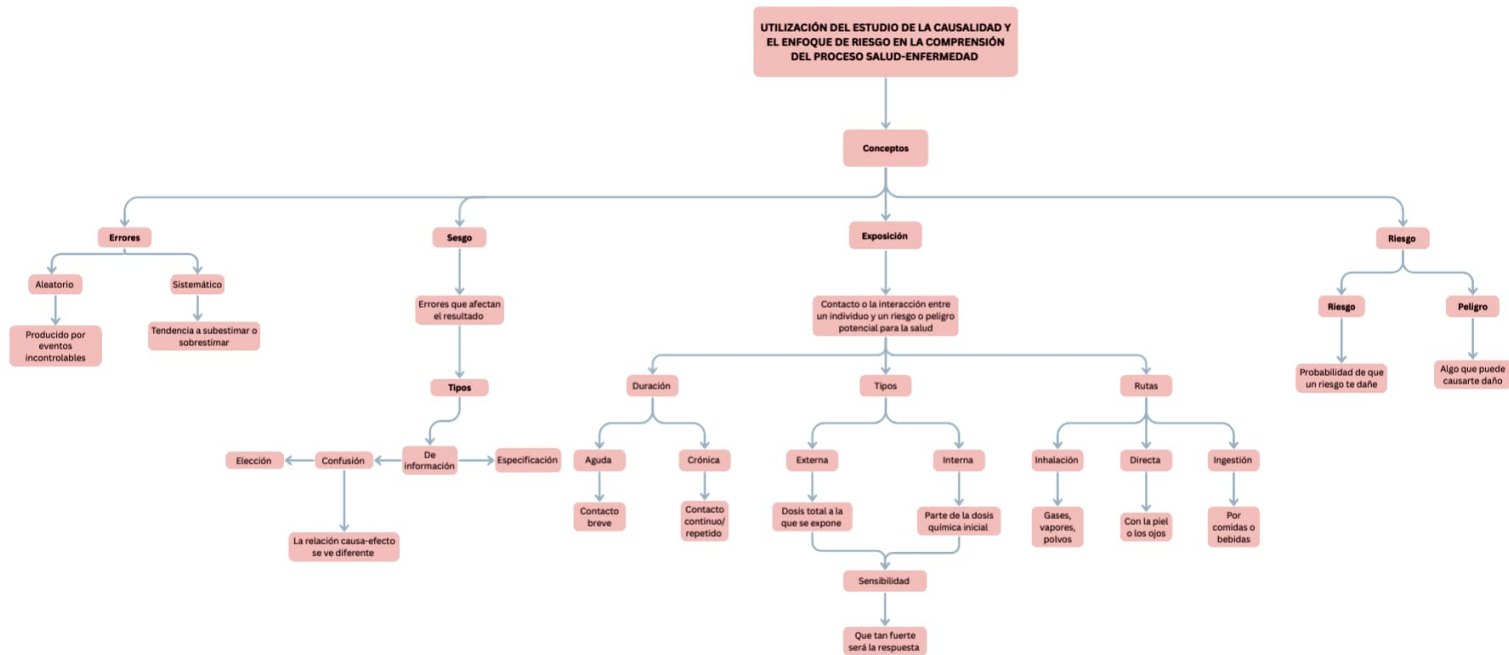 UTILIZACIÓN DEL ESTUDIO DE LA CAUSALIDAD Y
EL ENFOQUE DE RIESGO EN LA COMPRENSIÓN
DEL PROCESO SALUD-ENFERMEDAD
Conceptos
Errores
Aleatorio
Producido por
eventos
incontrolables
Sistemático
Tendencia a subestimar o
sobrestimar
Sesgo
Errores que afectan
el resultado
Tipos
Elección
Confusión
De
información
Especificación
La relación causa-efecto
se ve diferente
Exposición
Contacto o la interacción entre
un individuo y un riesgo o peligro
potencial para la salud
Duración
Aguda
Contacto
breve
Crónica
Contacto
continuo/
repetido
Tipos
Externa
Dosis total a la
que se expone
Interna
Parte de la dosis
química inicial
Sensibilidad
Que tan fuerte
será la respuesta
Rutas
Inhalación
Gases,
vapores,
polvos
Directa
Con la piel
o los ojos
Ingestión
Por
comidas o
bebidas
Riesgo
Riesgo
Probabilidad de que
un riesgo te dañe
Peligro
Algo que puede
causarte daño